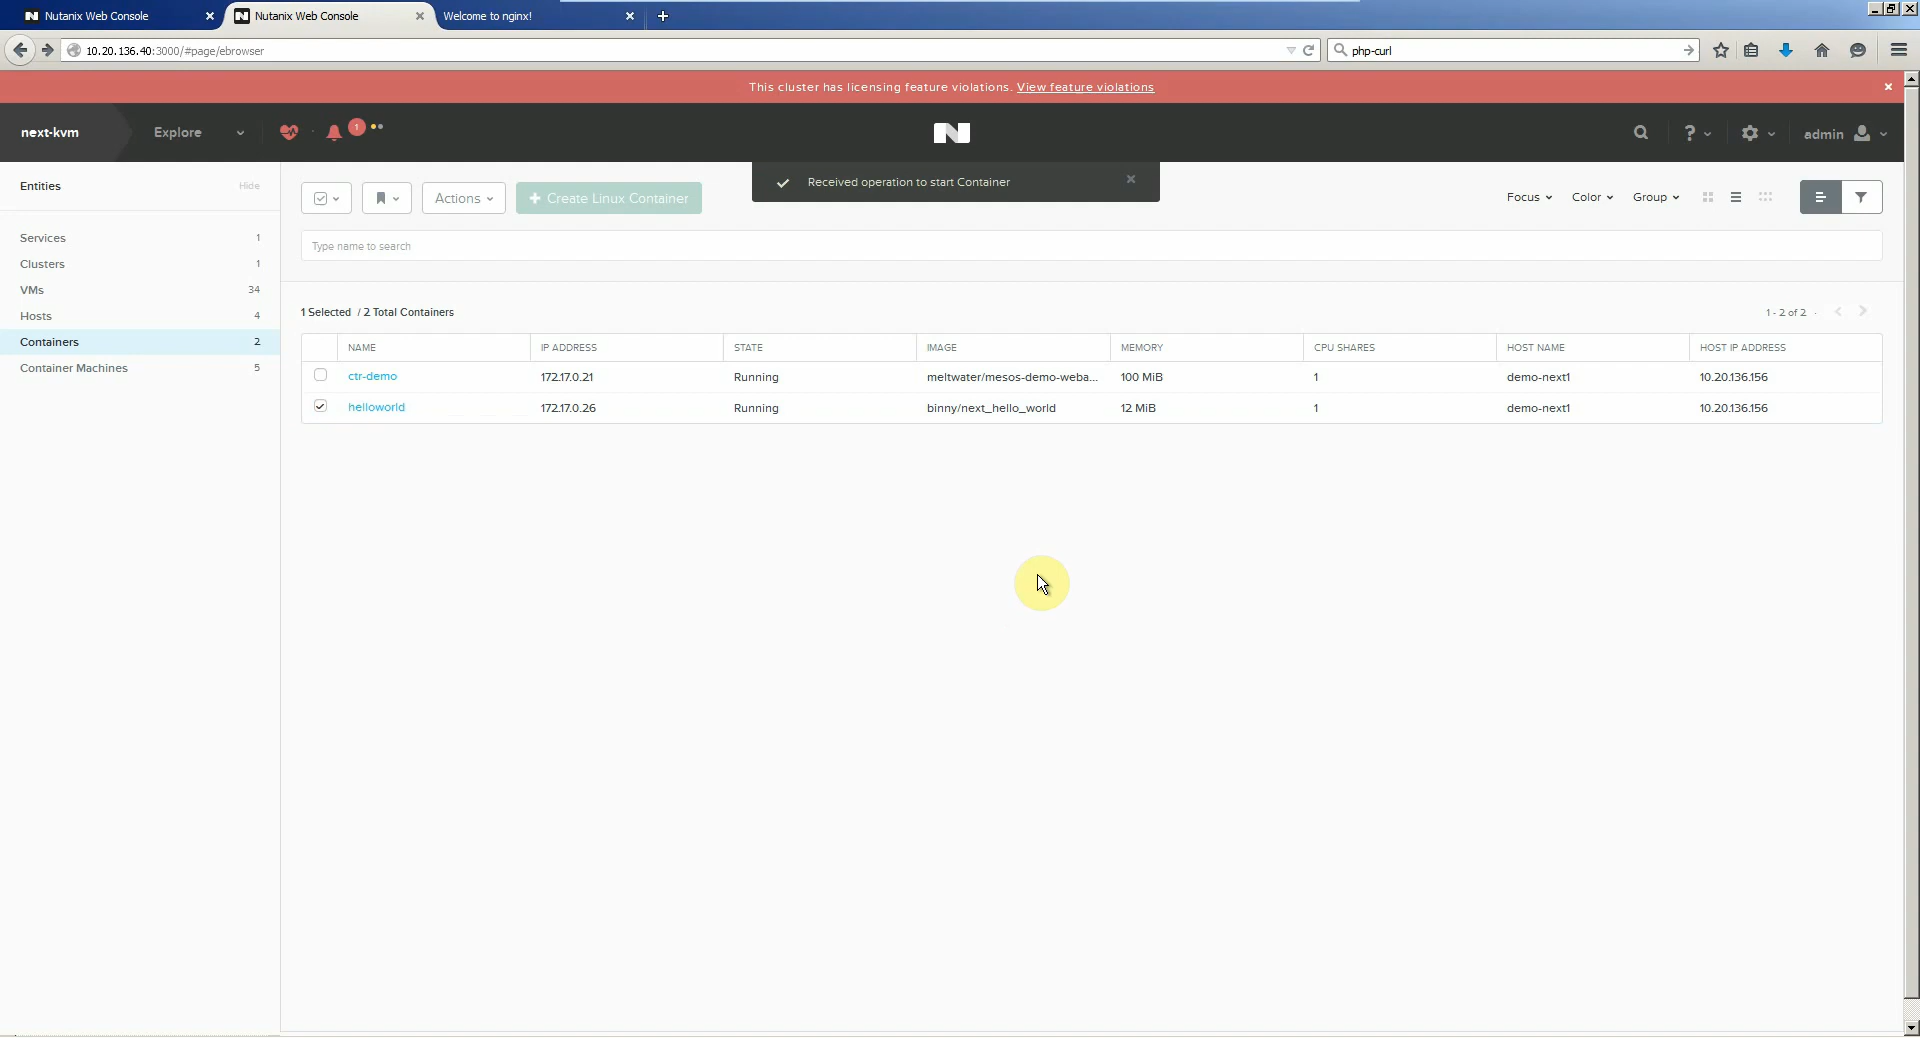 Nutanix Web Console
Nutanix Web Console
Welcome to nginx!
10.20.136.40:3000/#page/ebrowser
php-curl
This cluster has licensing feature violations. View feature violations
next-kvm
Explore
1
?
admin
Entities
Hide
Received operation to start Container
Actions
+ Create Linux Container
Focus
Color
Group
Services 1
Clusters 1
VMs 34
Hosts 4
Containers 2
Container Machines 5
Type name to search
1 Selected / 2 Total Containers
1 - 2 of 2
NAME IP ADDRESS STATE IMAGE MEMORY CPU SHARES HOST NAME HOST IP ADDRESS
ctr-demo 172.17.0.21 Running meltwater/mesos-demo-weba... 100 MiB 1 demo-next1 10.20.136.156
helloworld 172.17.0.26 Running binny/next_hello_world 12 MiB 1 demo-next1 10.20.136.156